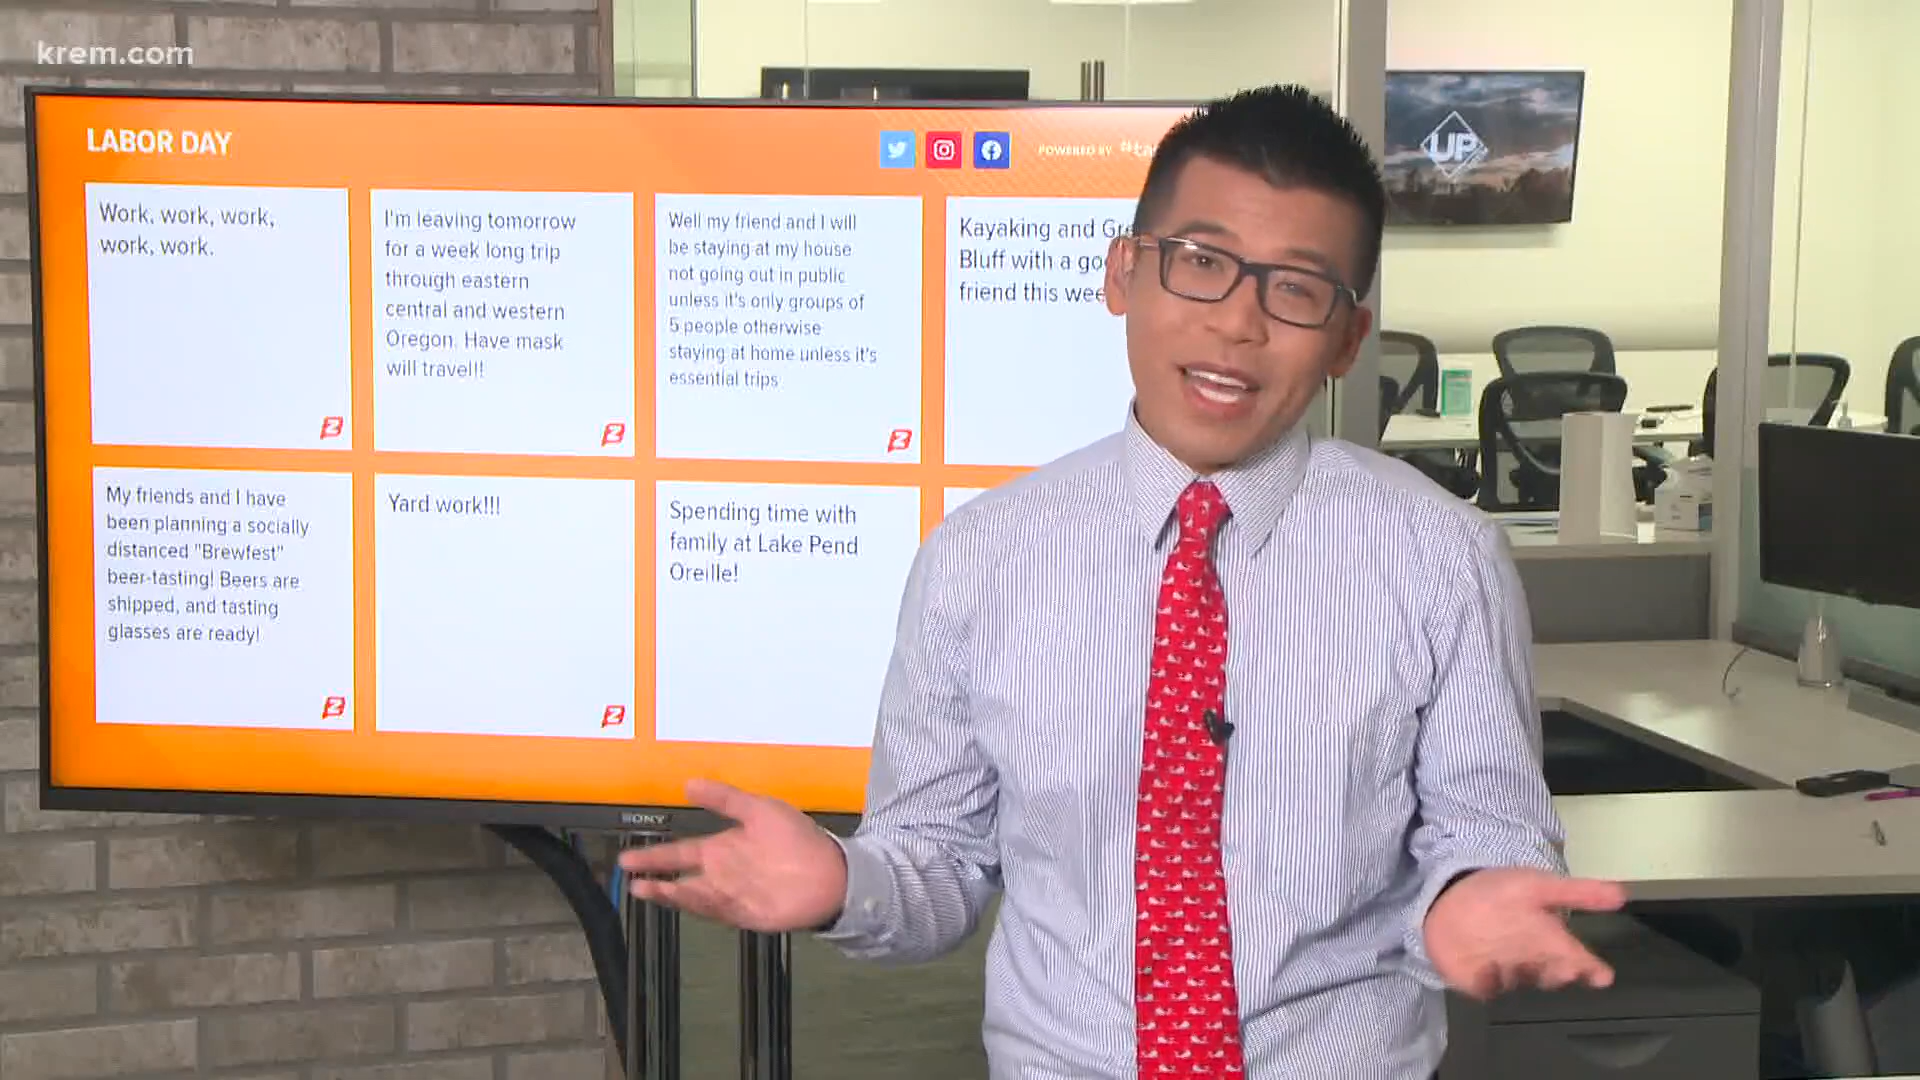 krem.com
LABOR DAY
POWERED BY
UP
Work, work, work,
work, work.
I'm leaving tomorrow
for a week long trip
through eastern
central and western
Oregon. Have mask
will travel!!
Well my friend and I will
be staying at my house
not going out in public
unless it's only groups of
5 people otherwise
staying at home unless it's
essential trips
Kayaking and
Bluff with a
friend this
My friends and I have
been planning a socially
distanced "Brewfest"
beer-tasting! Beers are
shipped, and tasting
glasses are ready!
Yard work!!!
Spending time with
family at Lake Pend
Oreille!
SONY